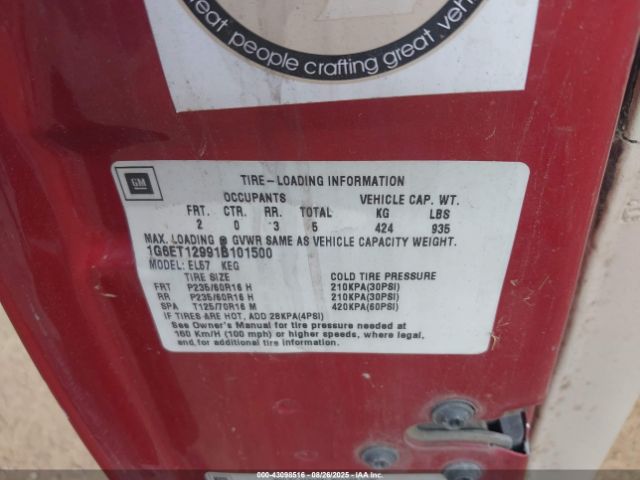 great people crafting great vehi
GM
TIRE-LOADING INFORMATION
OCCUPANTS VEHICLE CAP. WT.
FRT. CTR. RR. TOTAL KG LBS
2 0 3 5 424 935
MAX. LOADING @ GVWR SAME AS VEHICLE CAPACITY WEIGHT.
1G6ET12991B101500
MODEL: EL57 KEG
TIRE SIZE COLD TIRE PRESSURE
FRT P235/60R16 H 210KPA(30PSI)
RR P235/60R16 H 210KPA(30PSI)
SPA T125/70R16 M 420KPA(60PSI)
IF TIRES ARE HOT, ADD 28KPA(4PSI)
See Owner's Manual for tire pressure needed at
160 Km/H (100 mph) or higher speeds, where legal,
and for additional tire information.
000-43098516 - 08/26/2025 - IAAI.com